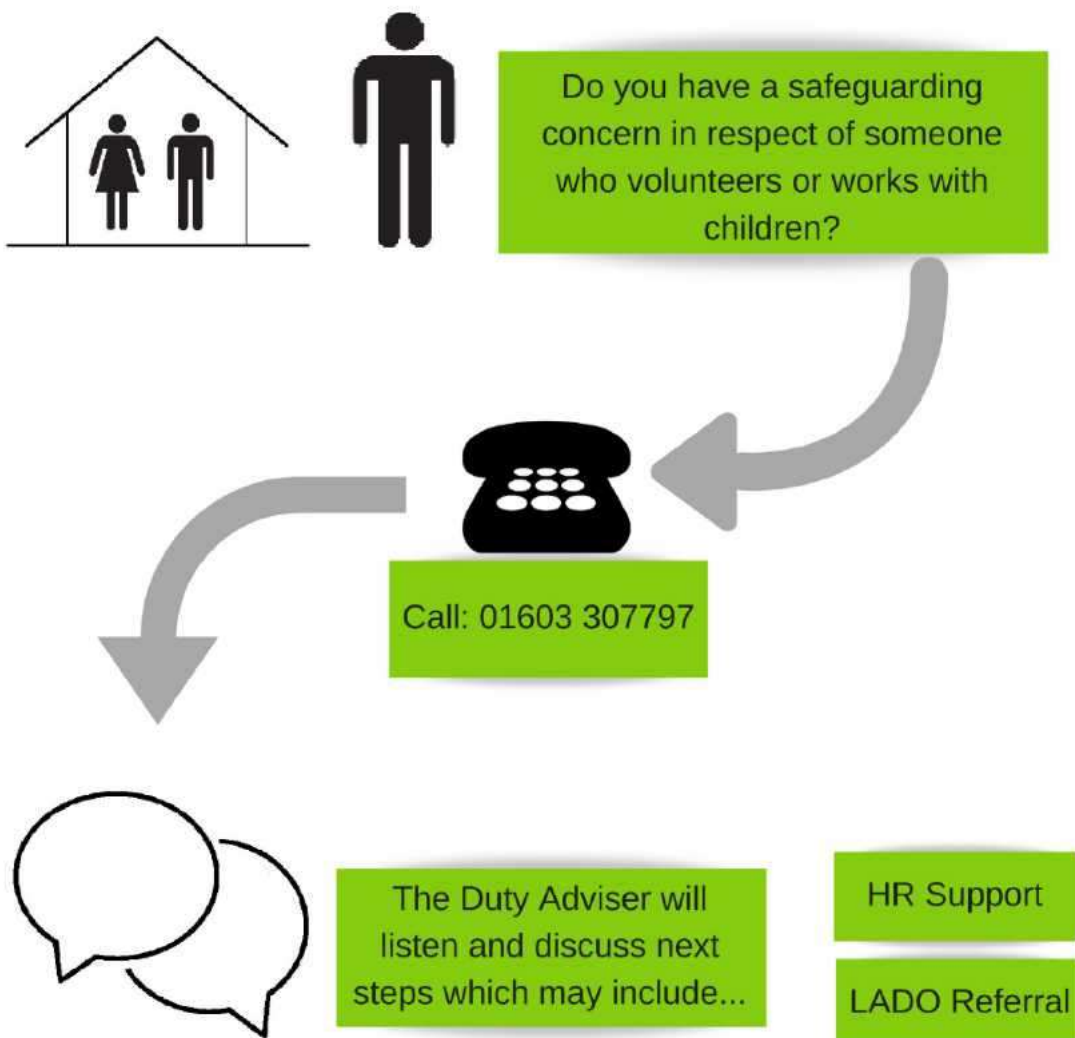 Do you have a safeguarding
concern in respect of someone
who volunteers or works with
children?
Call: 01603 307797
The Duty Adviser will
listen and discuss next
steps which may include...
HR Support
LADO Referral